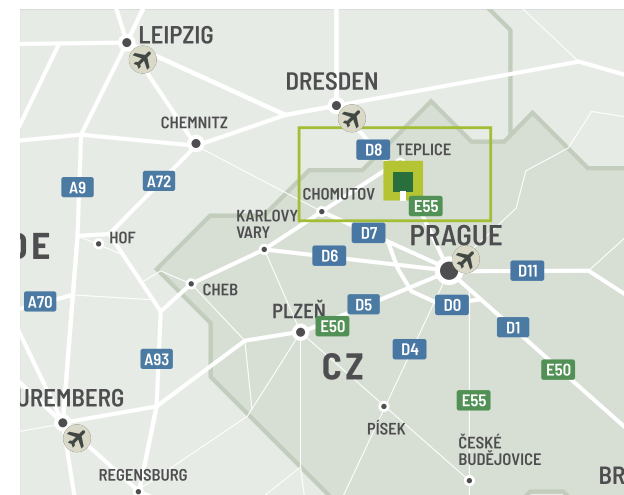 LEIPZIG
DRESDEN
CHEMNITZ
D8
TEPLICE
A9
A72
CHOMUTOV
E55
KARLOVY
VARY
D7
PRAGUE
HOF
DE
D6
D11
CHEB
A70
PLZEŇ
D5
D0
E50
D1
A93
CZ
D4
E50
UREMBERG
E55
PÍSEK
ČESKÉ
BUDĚJOVICE
REGENSBURG
BR